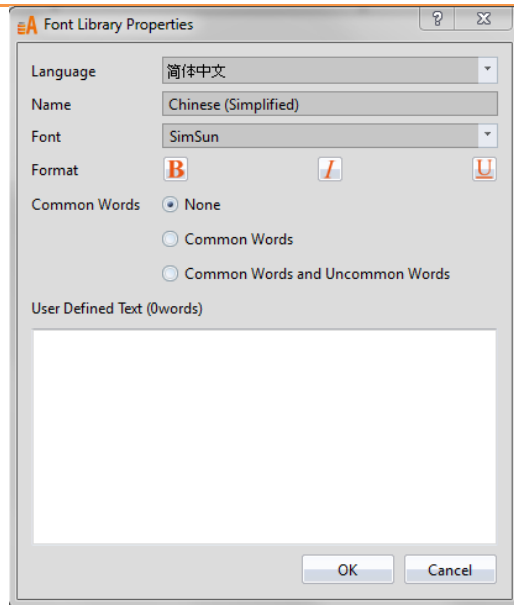 Font Library Properties
Language 简体中文
Name Chinese (Simplified)
Font SimSun
Format B I U
Common Words None
Common Words
Common Words and Uncommon Words
User Defined Text (0words)
OK Cancel